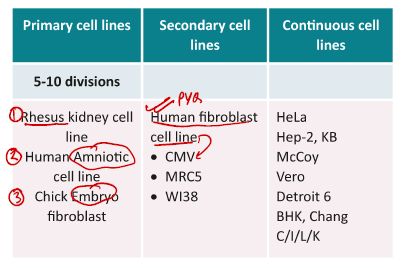 Primary cell lines
Secondary cell
lines
Continuous cell
lines
5-10 divisions
PYQ
① Rhesus kidney cell
line
② Human Amniotic
cell line
③ Chick Embryo
fibroblast
Human fibroblast
cell line
• CMV
• MRC5
• WI38
HeLa
Hep-2, KB
McCoy
Vero
Detroit 6
BHK, Chang
C/I/L/K